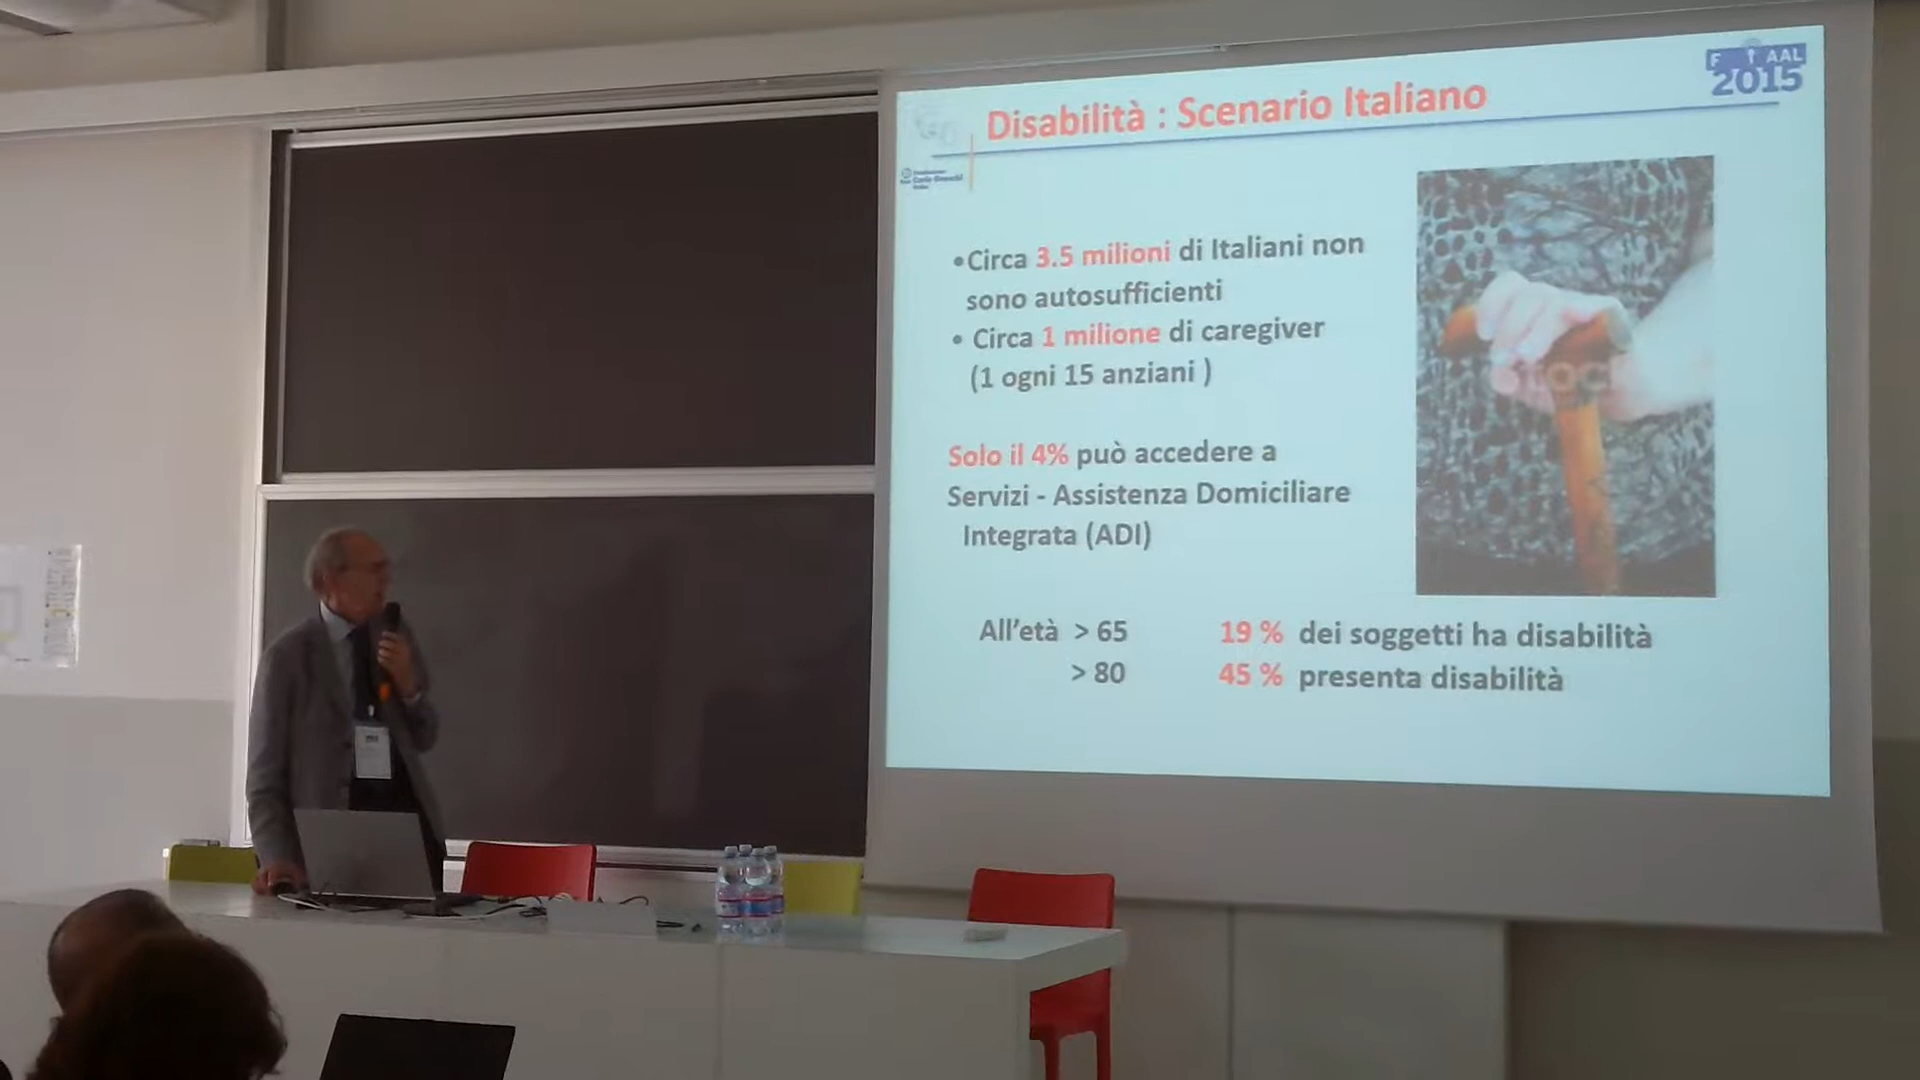 Disabilità : Scenario Italiano
F AAL
2015
•Circa 3.5 milioni di Italiani non
sono autosufficienti
• Circa 1 milione di caregiver
(1 ogni 15 anziani )
Solo il 4% può accedere a
Servizi - Assistenza Domiciliare
Integrata (ADI)
All'età > 65 19 % dei soggetti ha disabilità
> 80 45 % presenta disabilità